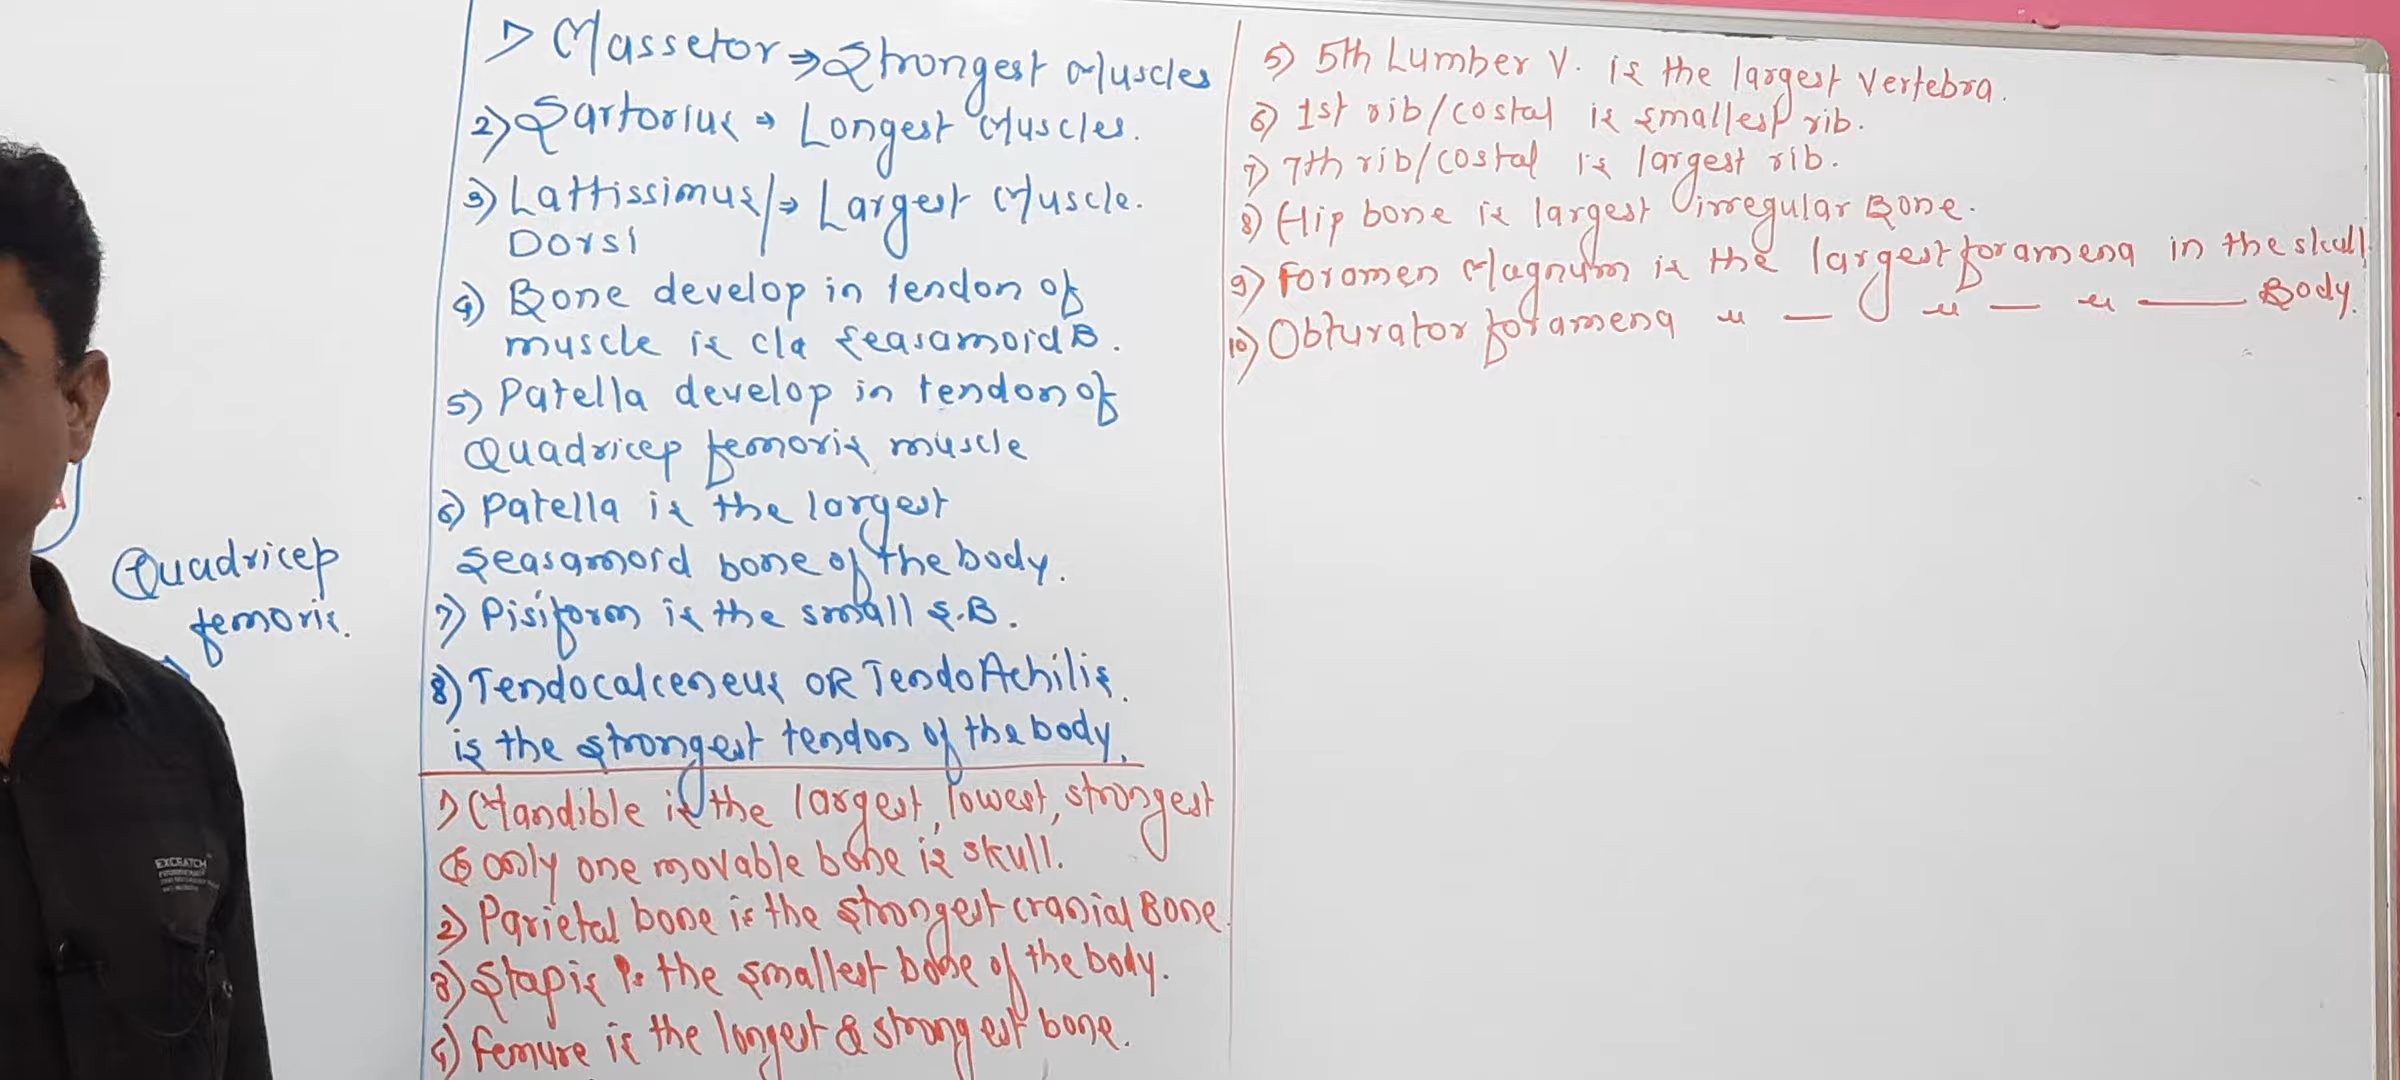 Quadricep
femoris.
1) Massetor ⇒ Strongest Muscles
2) Sartorius ⇒ Longest Muscles.
3) Lattissimus/⇒ Largest Muscle.
Dorsi
4) Bone develop in tendon of
muscle is c/a Seasamoid B.
5) Patella develop in tendon of
Quadricep femoris muscle
6) Patella is the largest
Seasamoid bone of the body.
7) Pisiform is the small S.B.
8) Tendocalceneus OR TendoAchilis.
is the strongest tendon of the body.
1) Mandible is the largest, lowest, strongest
& only one movable bone is skull.
2) Parietal bone is the strongest cranial Bone.
3) Stapis is the smallest bone of the body.
4) femure is the longest & strongest bone.
5) 5th Lumber V. is the largest Vertebra.
6) 1st rib/costal is smallest rib.
7) 7th rib/costal is largest rib.
8) Hip bone is largest irregular Bone.
9) Foramen Magnum is the largest foramena in the skull
10) Obturator foramena " — " — " — Body.
EXCEATCH